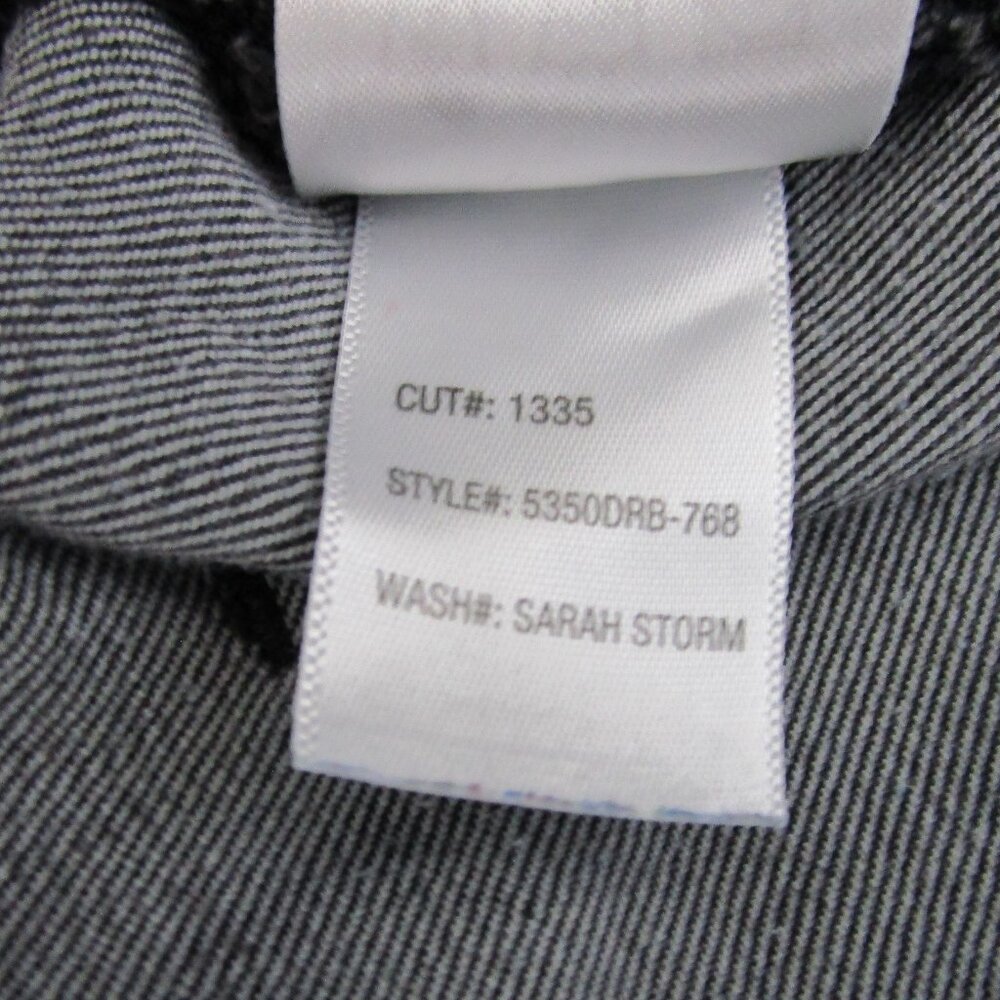 CUT#: 1335
STYLE#: 5350DRB-768
WASH#: SARAH STORM